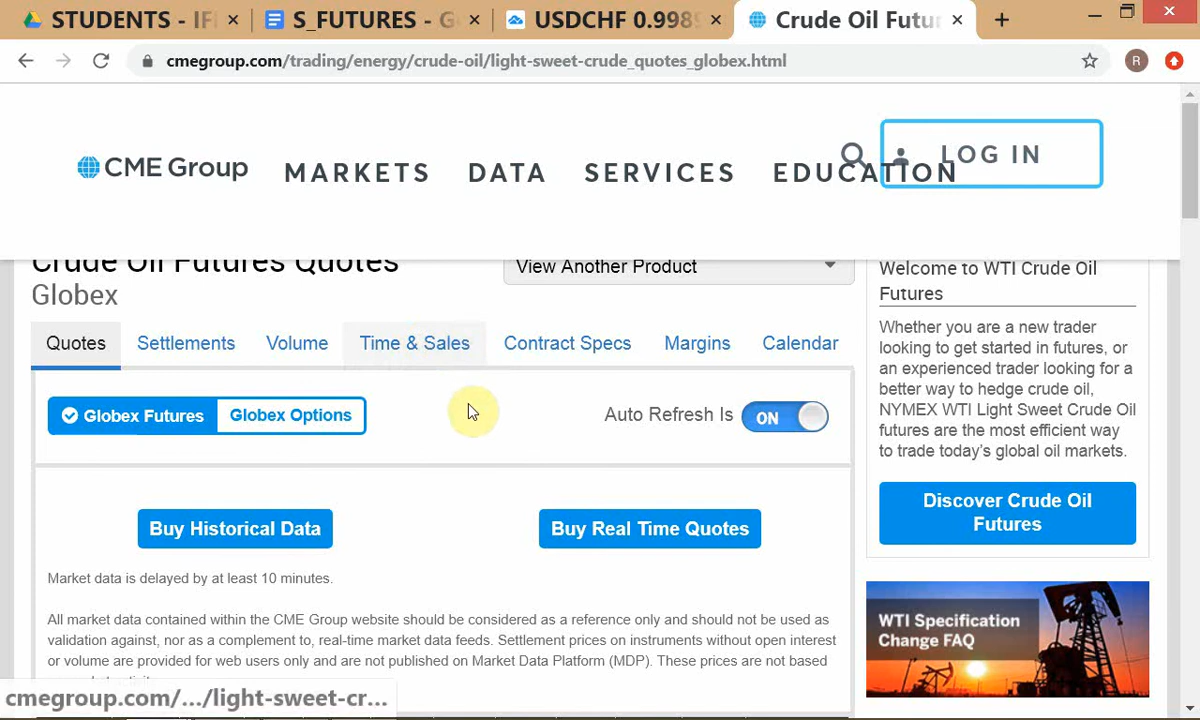 STUDENTS - IF
S_FUTURES - G
USDCHF 0.998
Crude Oil Futu
cmegroup.com/trading/energy/crude-oil/light-sweet-crude_quotes_globex.html
R
CME Group
MARKETS
DATA
SERVICES
EDUCATION
LOG IN
Crude Oil Futures Quotes
Globex
View Another Product
Quotes
Settlements
Volume
Time & Sales
Contract Specs
Margins
Calendar
Globex Futures
Globex Options
Auto Refresh Is
ON
Buy Historical Data
Buy Real Time Quotes
Market data is delayed by at least 10 minutes.
All market data contained within the CME Group website should be considered as a reference only and should not be used as
validation against, nor as a complement to, real-time market data feeds. Settlement prices on instruments without open interest
or volume are provided for web users only and are not published on Market Data Platform (MDP). These prices are not based
Welcome to WTI Crude Oil
Futures
Whether you are a new trader
looking to get started in futures, or
an experienced trader looking for a
better way to hedge crude oil,
NYMEX WTI Light Sweet Crude Oil
futures are the most efficient way
to trade today's global oil markets.
Discover Crude Oil
Futures
WTI Specification
Change FAQ
cmegroup.com/.../light-sweet-cr...